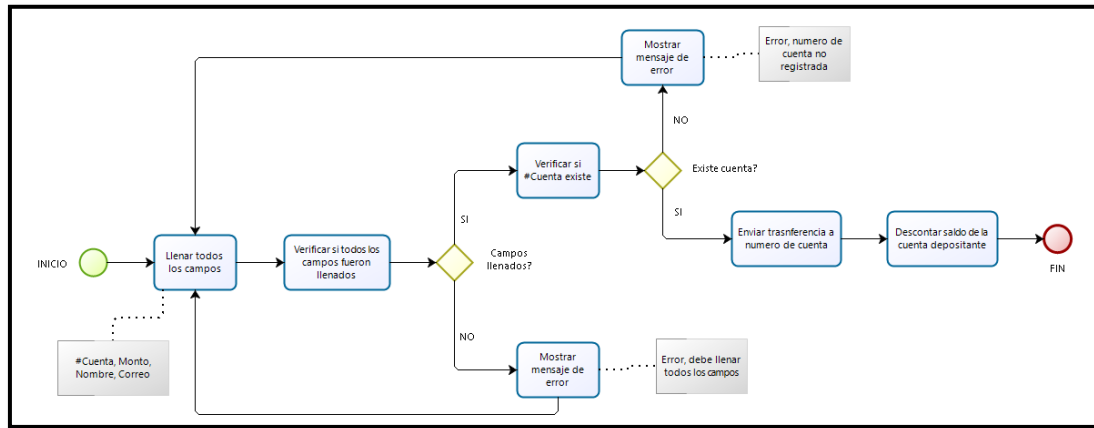 Mostrar
mensaje de
error
Error, numero de
cuenta no
registrada
NO
Verificar si
#Cuenta existe
Existe cuenta?
SI
SI
Enviar trasnferencia a
numero de cuenta
Descontar saldo de la
cuenta depositante
FIN
INICIO
Llenar todos
los campos
Verificar si todos los
campos fueron
llenados
Campos
llenados?
NO
#Cuenta, Monto,
Nombre, Correo
Mostrar
mensaje de
error
Error, debe llenar
todos los campos